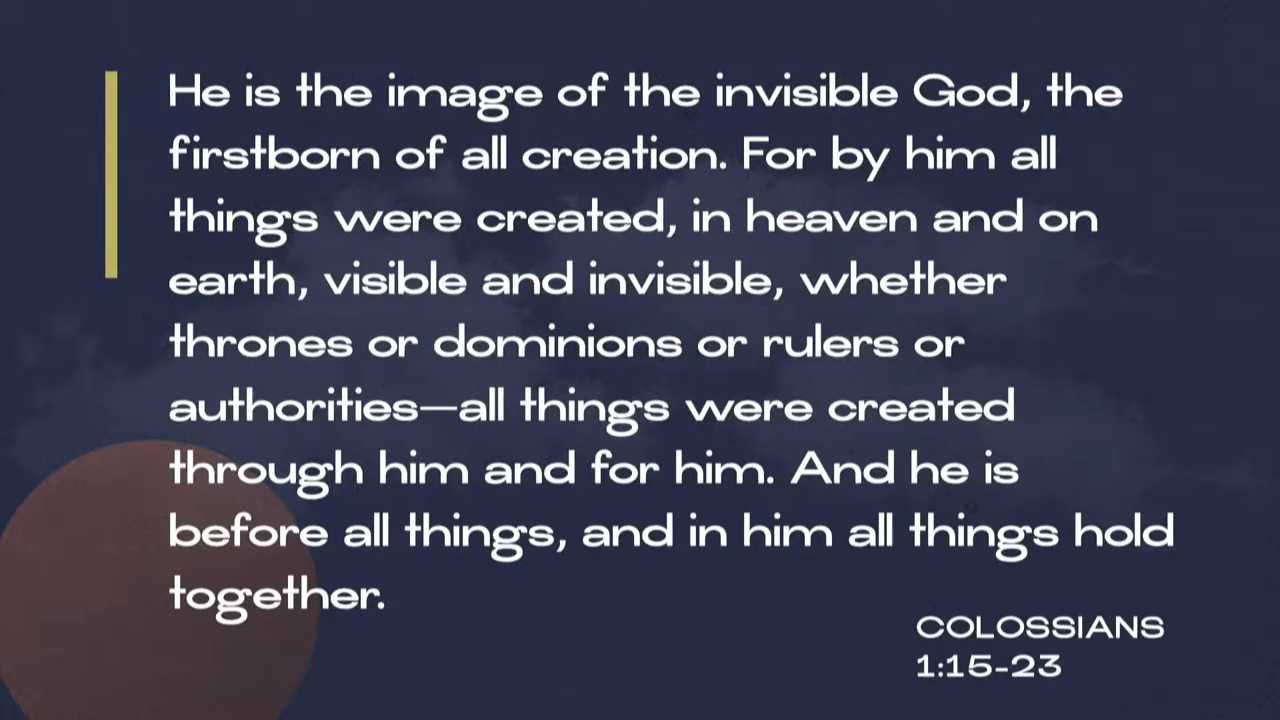 He is the image of the invisible God, the
firstborn of all creation. For by him all
things were created, in heaven and on
earth, visible and invisible, whether
thrones or dominions or rulers or
authorities—all things were created
through him and for him. And he is
before all things, and in him all things hold
together.
COLOSSIANS
1:15-23